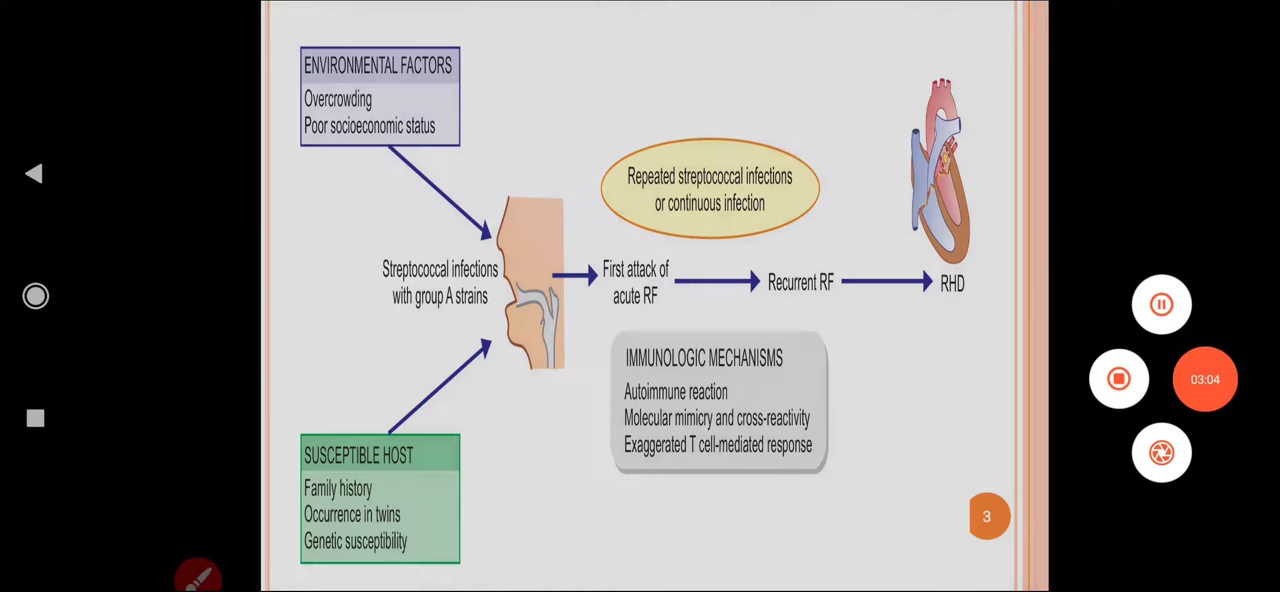 ENVIRONMENTAL FACTORS
Overcrowding
Poor socioeconomic status
Repeated streptococcal infections
or continuous infection
Streptococcal infections
with group A strains
First attack of
acute RF
Recurrent RF
RHD
IMMUNOLOGIC MECHANISMS
Autoimmune reaction
Molecular mimicry and cross-reactivity
Exaggerated T cell-mediated response
SUSCEPTIBLE HOST
Family history
Occurrence in twins
Genetic susceptibility
3
03:04